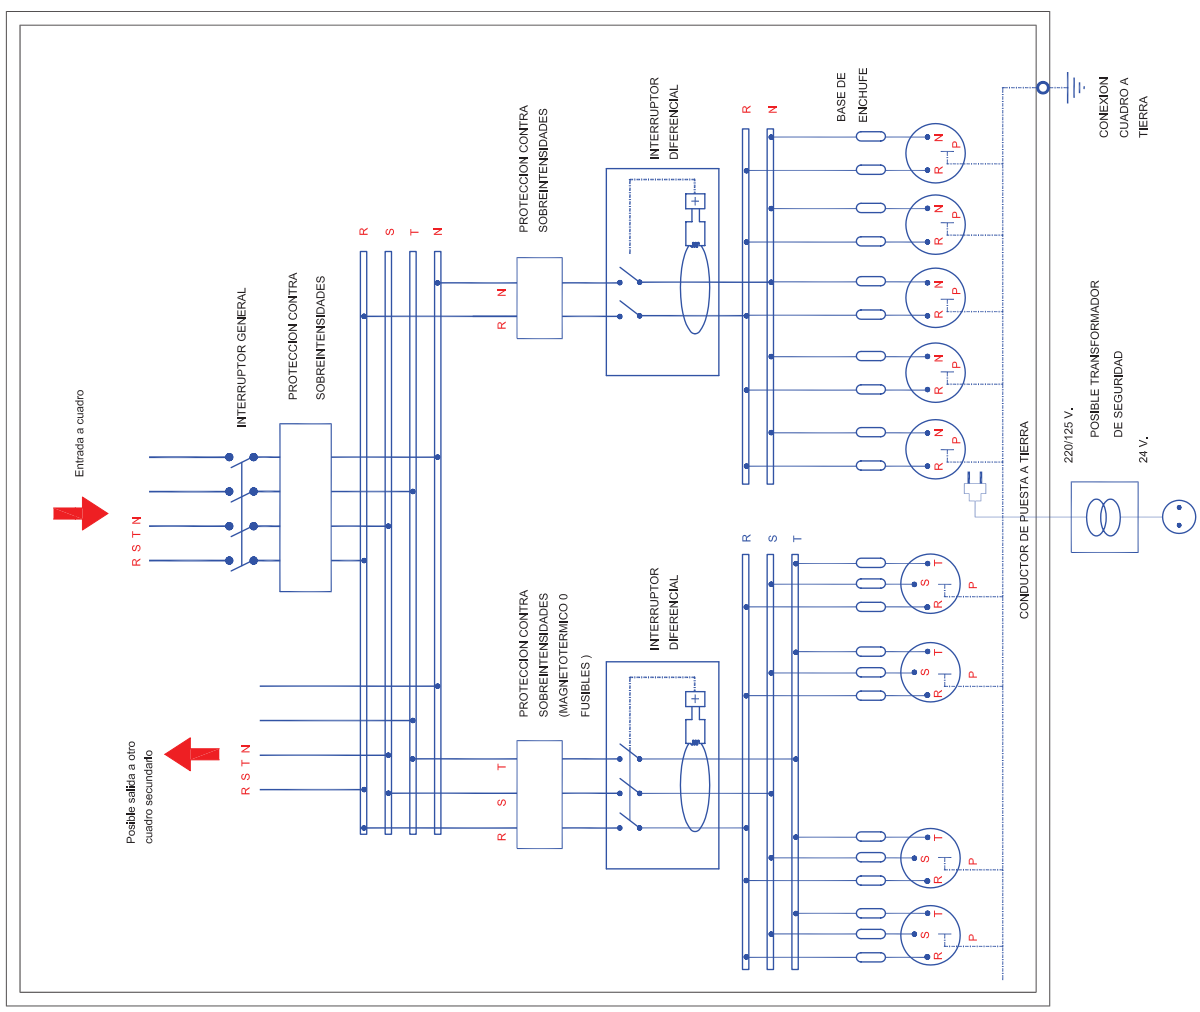 Entrada a cuadro
R S T N
INTERRUPTOR GENERAL
PROTECCION CONTRA
SOBREINTENSIDADES
Posible salida a otro
cuadro secundario
R S T N
R
S
T
N
PROTECCION CONTRA
SOBREINTENSIDADES
R
N
INTERRUPTOR
DIFERENCIAL
+
R
N
BASE DE
ENCHUFE
R N P
R N P
R N P
R N P
R N P
PROTECCION CONTRA
SOBREINTENSIDADES
(MAGNETOTERMICO 0
FUSIBLES )
R
S
T
INTERRUPTOR
DIFERENCIAL
+
R
S
T
R S T P
R S T P
R S T P
R S T P
CONDUCTOR DE PUESTA A TIERRA
CONEXION
CUADRO A
TIERRA
220/125 V.
POSIBLE TRANSFORMADOR
DE SEGURIDAD
24 V.